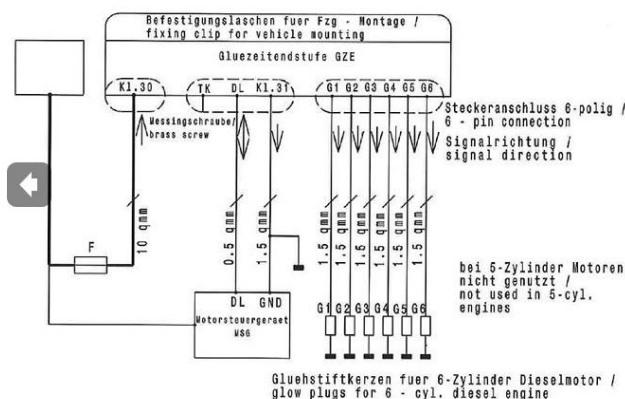 Befestigungslaschen fuer Fzg - Montage /
fixing clip for vehicle mounting
Gluezeitendstufe GZE
Kl.30 TK DL Kl.31 G1 G2 G3 G4 G5 G6
Messingschraube/
brass screw
Steckeranschluss 6-polig /
6 - pin connection
Signalrichtung /
signal direction
10 qmm
0.5 qmm
1.5 qmm
1.5 qmm
1.5 qmm
1.5 qmm
1.5 qmm
1.5 qmm
1.5 qmm
F
bei 5-Zylinder Motoren
nicht genutzt /
not used in 5-cyl.
engines
DL GND
Motorsteuergeraet
MSG
G1 G2 G3 G4 G5 G6
Gluehstiftkerzen fuer 6-Zylinder Dieselmotor /
glow plugs for 6 - cyl. diesel engine